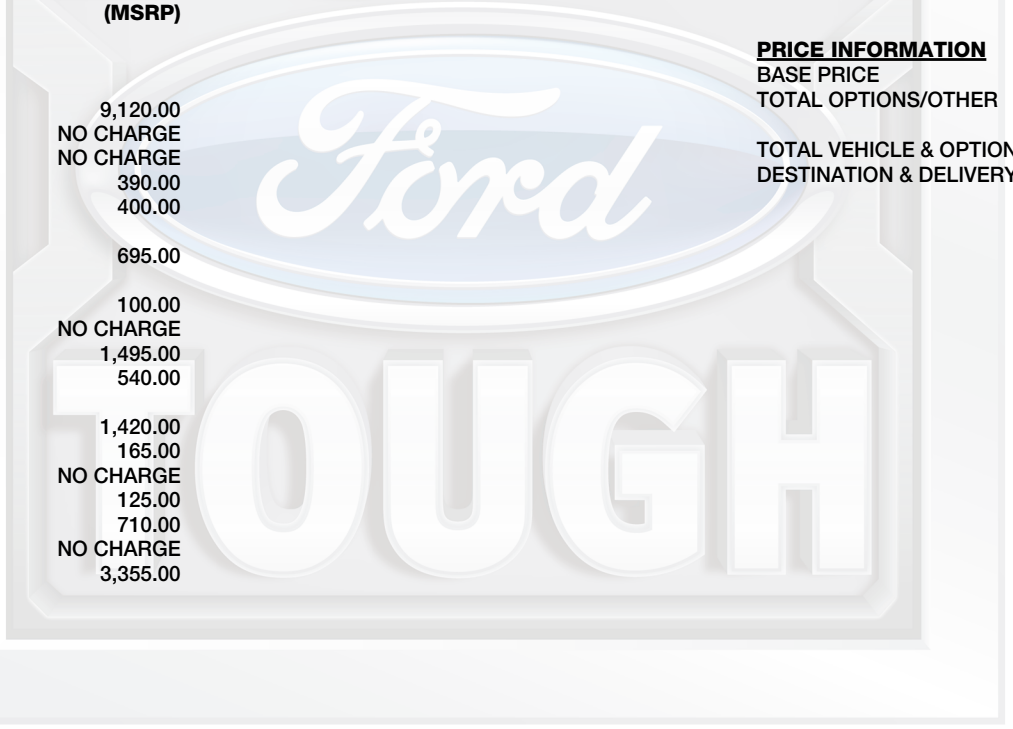 (MSRP)
9,120.00
NO CHARGE
NO CHARGE
390.00
400.00
695.00
100.00
NO CHARGE
1,495.00
540.00
1,420.00
165.00
NO CHARGE
125.00
710.00
NO CHARGE
3,355.00
PRICE INFORMATION
BASE PRICE
TOTAL OPTIONS/OTHER
TOTAL VEHICLE & OPTION
DESTINATION & DELIVERY
Ford
TOUGH